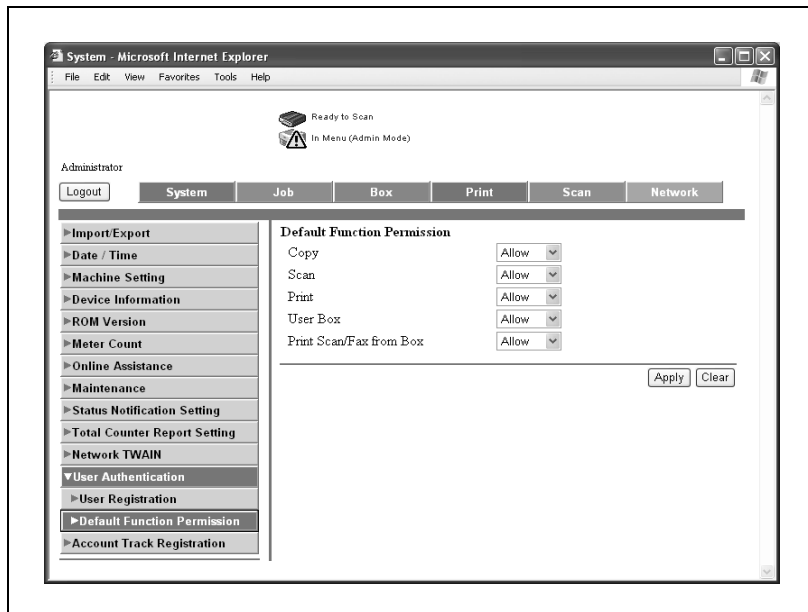 System - Microsoft Internet Explorer
File Edit View Favorites Tools Help
Ready to Scan
In Menu (Admin Mode)
Administrator
Logout System Job Box Print Scan Network
Import/Export
Date / Time
Machine Setting
Device Information
ROM Version
Meter Count
Online Assistance
Maintenance
Status Notification Setting
Total Counter Report Setting
Network TWAIN
User Authentication
User Registration
Default Function Permission
Account Track Registration
Default Function Permission
Copy Allow
Scan Allow
Print Allow
User Box Allow
Print Scan/Fax from Box Allow
Apply Clear